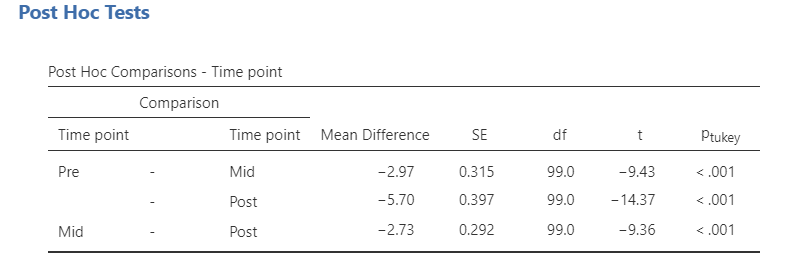 Post Hoc Tests
Post Hoc Comparisons - Time point
Comparison
Time point Time point Mean Difference SE df t Ptukey
Pre - Mid −2.97 0.315 99.0 −9.43 < .001
- Post −5.70 0.397 99.0 −14.37 < .001
Mid - Post −2.73 0.292 99.0 −9.36 < .001